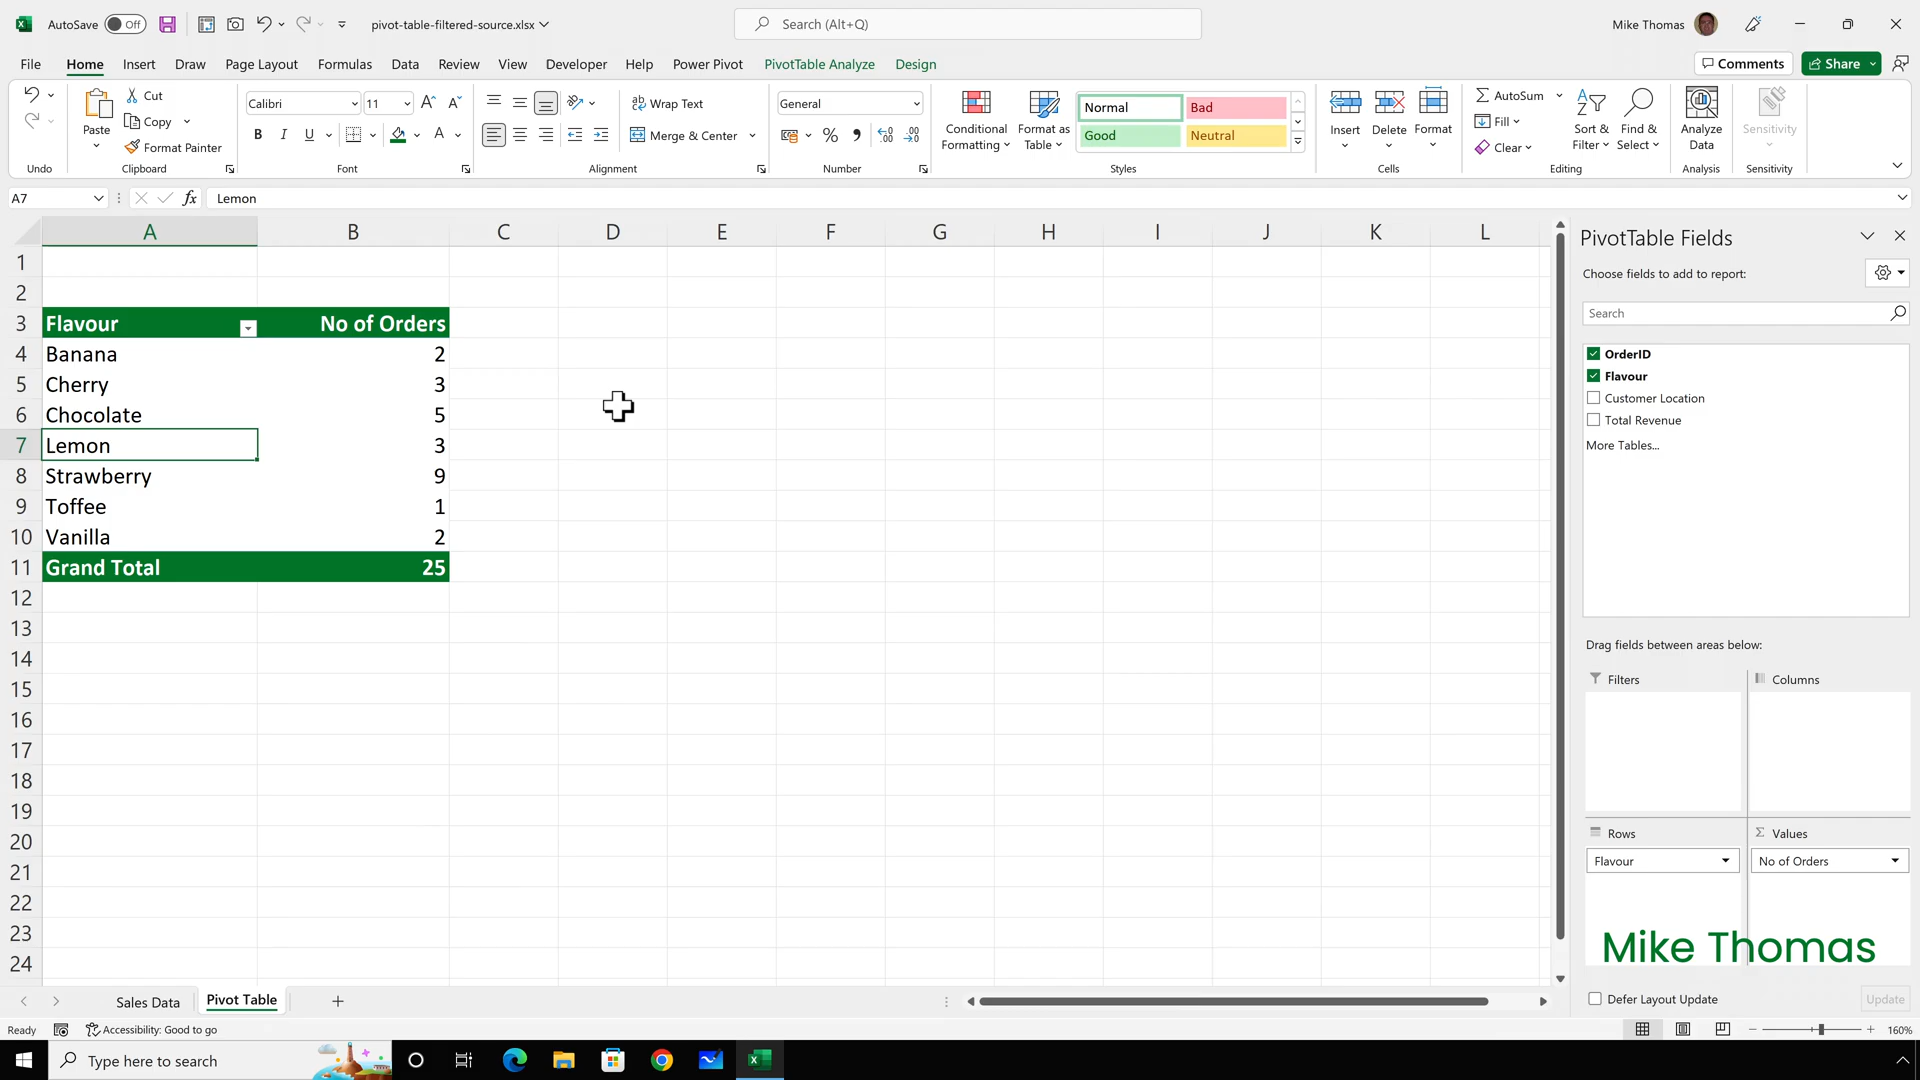 AutoSave Off pivot-table-filtered-source.xlsx Search (Alt+Q) Mike Thomas
File Home Insert Draw Page Layout Formulas Data Review View Developer Help Power Pivot PivotTable Analyze Design Comments Share
Paste Cut Copy Format Painter
Calibri 11
B I U A
Wrap Text
Merge & Center
General
% 
Conditional Formatting
Format as Table
Normal Bad
Good Neutral
Insert Delete Format
AutoSum
Fill
Clear
Sort & Filter
Find & Select
Analyze Data
Sensitivity
Undo Clipboard Font Alignment Number Styles Cells Editing Analysis Sensitivity
A7 fx Lemon
A B C D E F G H I J K L
1
2
3 Flavour No of Orders
4 Banana 2
5 Cherry 3
6 Chocolate 5
7 Lemon 3
8 Strawberry 9
9 Toffee 1
10 Vanilla 2
11 Grand Total 25
12
13
14
15
16
17
18
19
20
21
22
23
24
PivotTable Fields
Choose fields to add to report:
Search
OrderID
Flavour
Customer Location
Total Revenue
More Tables...
Drag fields between areas below:
Filters Columns
Rows Values
Flavour No of Orders
Mike Thomas
Defer Layout Update Update
Sales Data Pivot Table
Ready Accessibility: Good to go 160%
Type here to search